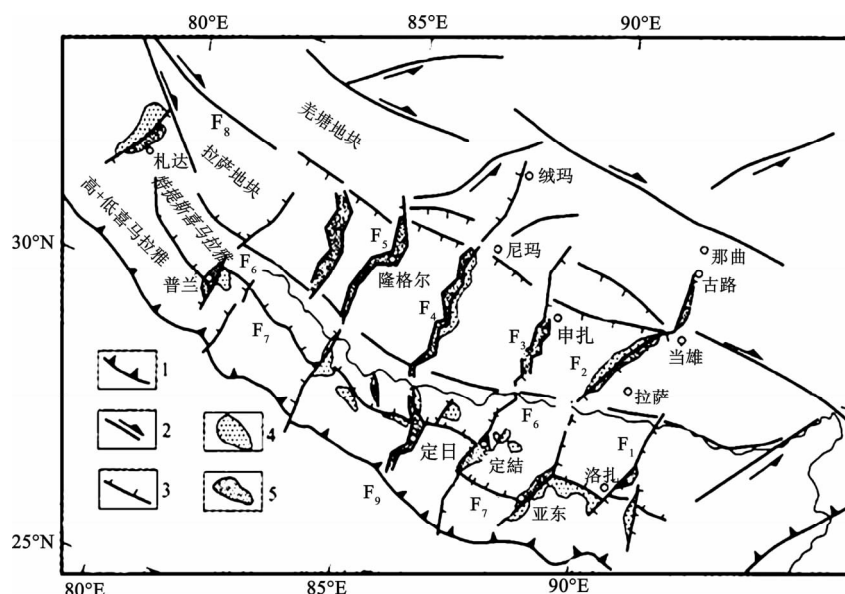 80°E
85°E
90°E
羌塘地块
F8
札达
拉萨地块
绒玛
高+低喜马拉雅
特提斯喜马拉雅
30°N
尼玛
那曲
F5
F6
普兰
隆格尔
古路
F4
申扎
F7
F3
F2
当雄
1
拉萨
2
4
F6
定日
定結
F1
洛扎
3
5
F9
F7
亚东
25°N
80°E
85°E
90°E